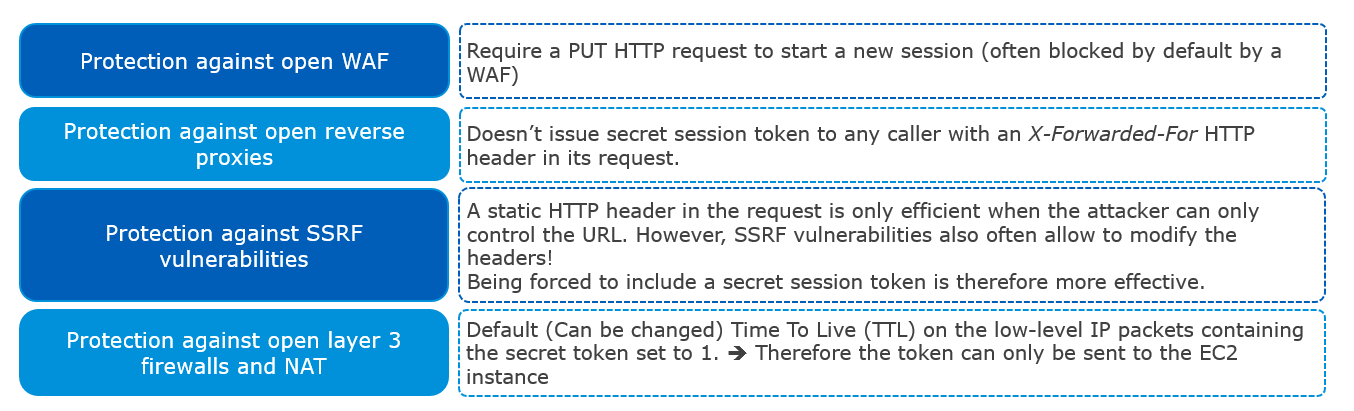 Protection against open WAF
Require a PUT HTTP request to start a new session (often blocked by default by a
WAF)
Protection against open reverse
proxies
Doesn’t issue secret session token to any caller with an X-Forwarded-For HTTP
header in its request.
Protection against SSRF
vulnerabilities
A static HTTP header in the request is only efficient when the attacker can only
control the URL. However, SSRF vulnerabilities also often allow to modify the
headers!
Being forced to include a secret session token is therefore more effective.
Protection against open layer 3
firewalls and NAT
Default (Can be changed) Time To Live (TTL) on the low-level IP packets containing
the secret token set to 1. ➔ Therefore the token can only be sent to the EC2
instance